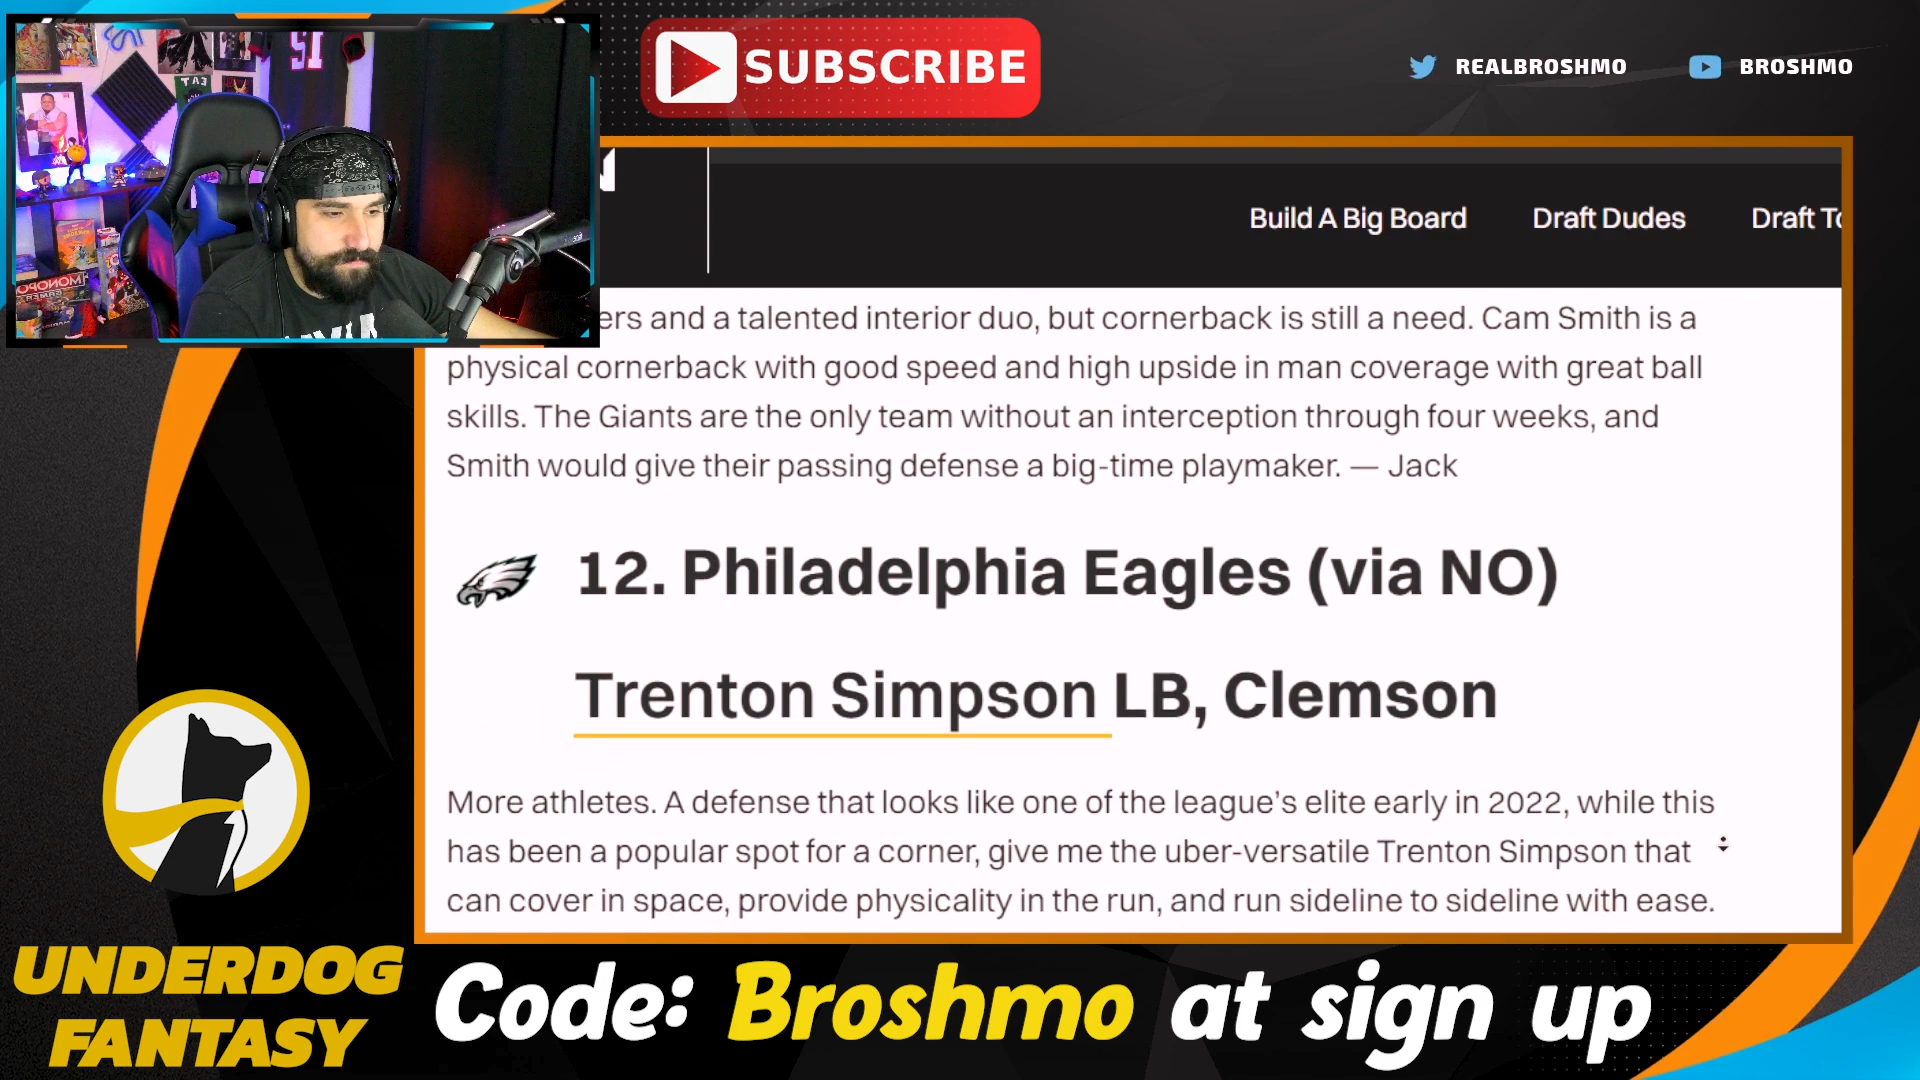 SUBSCRIBE
REALBROSHMO
BROSHMO
Build A Big Board
Draft Dudes
Draft To
ers and a talented interior duo, but cornerback is still a need. Cam Smith is a
physical cornerback with good speed and high upside in man coverage with great ball
skills. The Giants are the only team without an interception through four weeks, and
Smith would give their passing defense a big-time playmaker. — Jack
12. Philadelphia Eagles (via NO)
Trenton Simpson LB, Clemson
More athletes. A defense that looks like one of the league's elite early in 2022, while this
has been a popular spot for a corner, give me the uber-versatile Trenton Simpson that
can cover in space, provide physicality in the run, and run sideline to sideline with ease.
UNDERDOG
FANTASY
Code: Broshmo at sign up